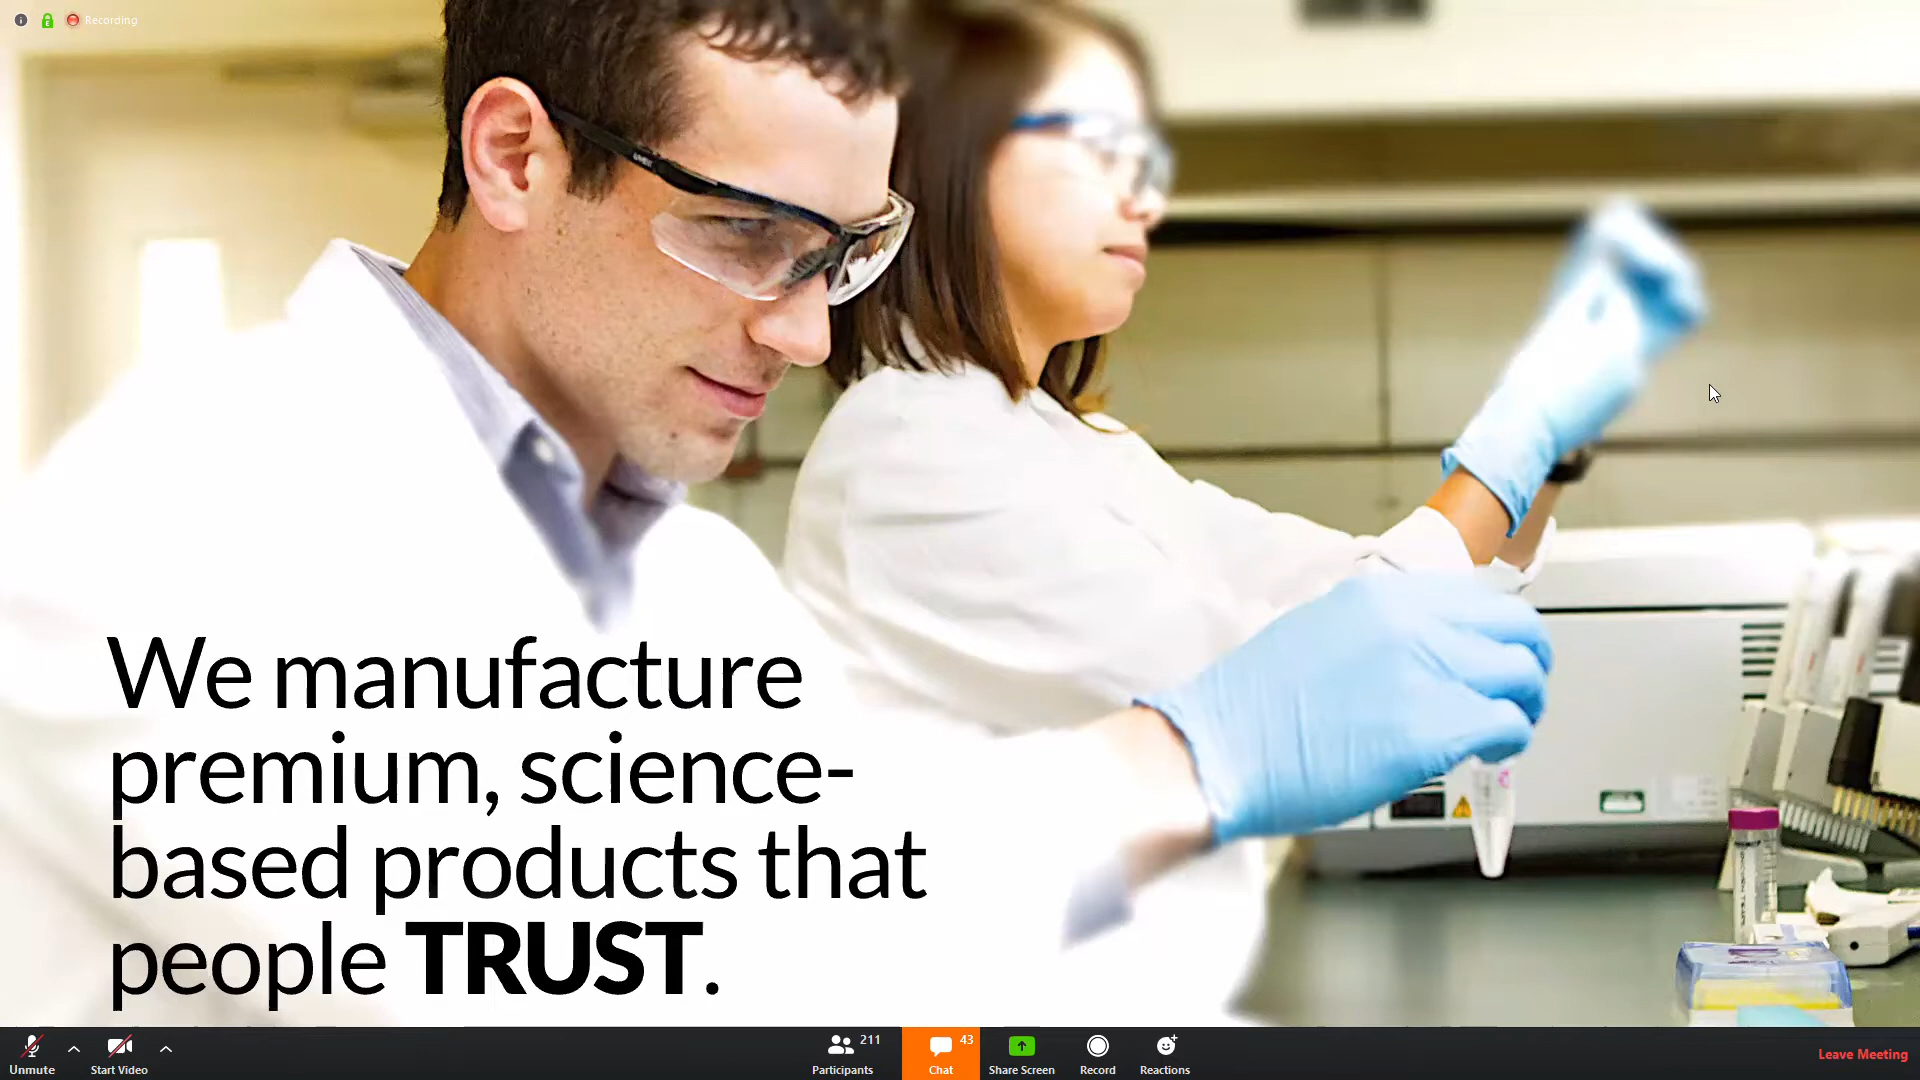 Recording
We manufacture
premium, science-
based products that
people TRUST.
Unmute
Start Video
Participants
211
Chat
43
Share Screen
Record
Reactions
Leave Meeting